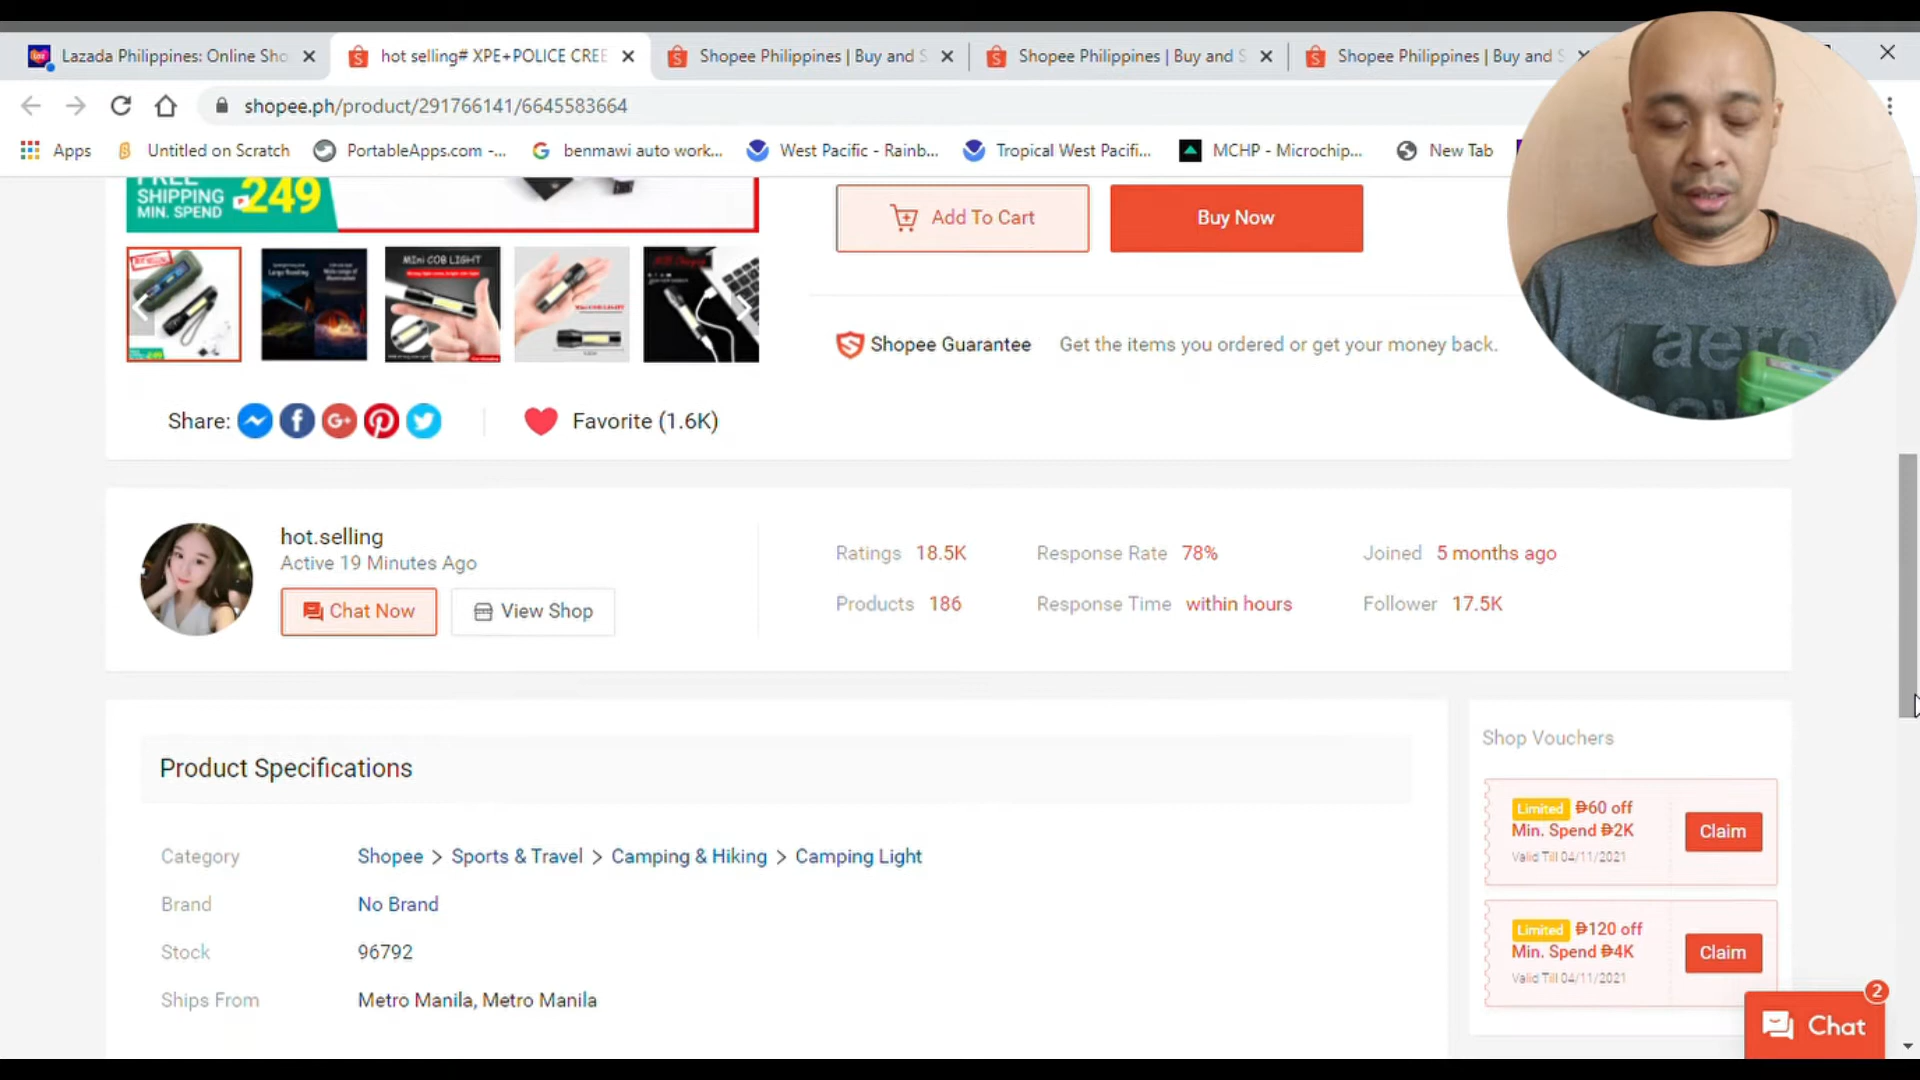 Lazada Philippines: Online Sho
hot selling# XPE+POLICE CREE
Shopee Philippines | Buy and S
Shopee Philippines | Buy and S
Shopee Philippines | Buy and S
shopee.ph/product/291766141/6645583664
Apps
Untitled on Scratch
PortableApps.com -...
benmawi auto work...
West Pacific - Rainb...
Tropical West Pacifi...
MCHP - Microchip...
New Tab
FREE
SHIPPING
MIN. SPEND
249
Add To Cart
Buy Now
MINI COB LIGHT
Shopee Guarantee
Get the items you ordered or get your money back.
aero
Share:
Favorite (1.6K)
hot.selling
Active 19 Minutes Ago
Chat Now
View Shop
Ratings 18.5K
Response Rate 78%
Joined 5 months ago
Products 186
Response Time within hours
Follower 17.5K
Product Specifications
Category
Shopee > Sports & Travel > Camping & Hiking > Camping Light
Brand
No Brand
Stock
96792
Ships From
Metro Manila, Metro Manila
Shop Vouchers
Limited ₱60 off
Min. Spend ₱2K
Valid Till 04/11/2021
Claim
Limited ₱120 off
Min. Spend ₱4K
Valid Till 04/11/2021
Claim
2
Chat